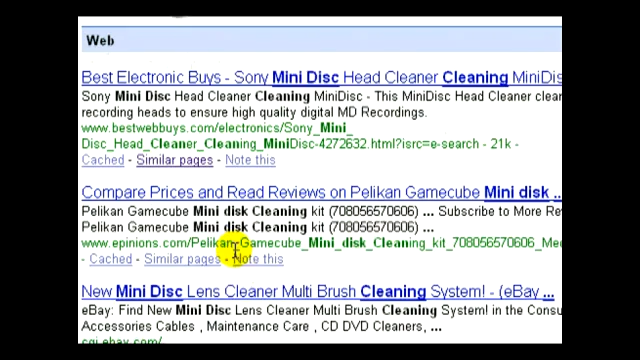 Web
Best Electronic Buys - Sony Mini Disc Head Cleaner Cleaning MiniDis
Sony Mini Disc Head Cleaner Cleaning MiniDisc - This MiniDisc Head Cleaner clear
recording heads to ensure high quality digital MD Recordings.
www.bestwebbuys.com/electronics/Sony_Mini_
Disc_Head_Cleaner_Cleaning_MiniDisc-4272632.html?isrc=e-search - 21k -
Cached - Similar pages - Note this
Compare Prices and Read Reviews on Pelikan Gamecube Mini disk ...
Pelikan Gamecube Mini disk Cleaning kit (708056570606) ... Subscribe to More Re
Pelikan Gamecube Mini disk Cleaning kit (708056570606) ...
www.epinions.com/Pelikan-Gamecube_Mini_disk_Cleaning_kit_708056570606_Med
- Cached - Similar pages - Note this
New Mini Disc Lens Cleaner Multi Brush Cleaning System! - (eBay ...
eBay: Find New Mini Disc Lens Cleaner Multi Brush Cleaning System! in the Consu
Accessories Cables , Maintenance Care , CD DVD Cleaners, ...
cgi.ebay.com/